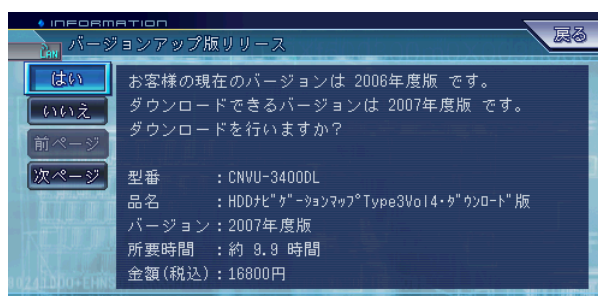 INFORMATION
LAN バージョンアップ版リリース
戻る
はい
いいえ
前ページ
次ページ
お客様の現在のバージョンは 2006年度版 です。
ダウンロードできるバージョンは 2007年度版 です。
ダウンロードを行いますか?
型番 :CNVU-3400DL
品名 :HDDﾅﾋﾞｹﾞｰｼｮﾝﾏｯﾌﾟType3Vol4・ﾀﾞｳﾝﾛｰﾄﾞ版
バージョン:2007年度版
所要時間 :約 9.9 時間
金額(税込):16800円